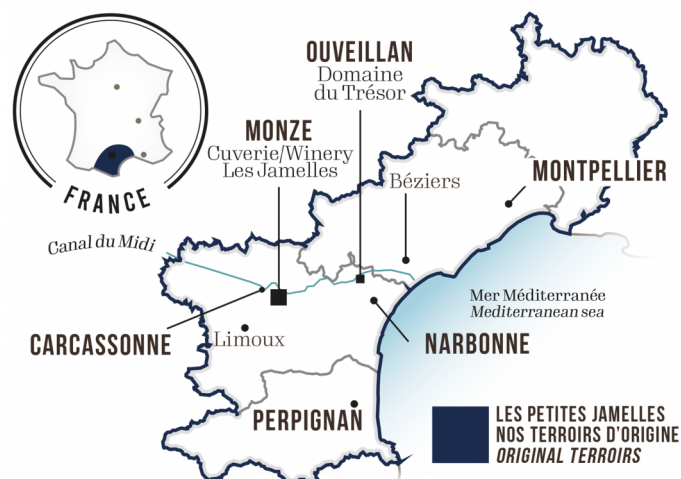 OUVEILLAN
Domaine
du Trésor
MONZE
Cuverie/Winery
Les Jamelles
Béziers
MONTPELLIER
FRANCE
Canal du Midi
Mer Méditerranée
Mediterranean sea
CARCASSONNE
Limoux
NARBONNE
PERPIGNAN
LES PETITES JAMELLES
NOS TERROIRS D'ORIGINE
ORIGINAL TERROIRS